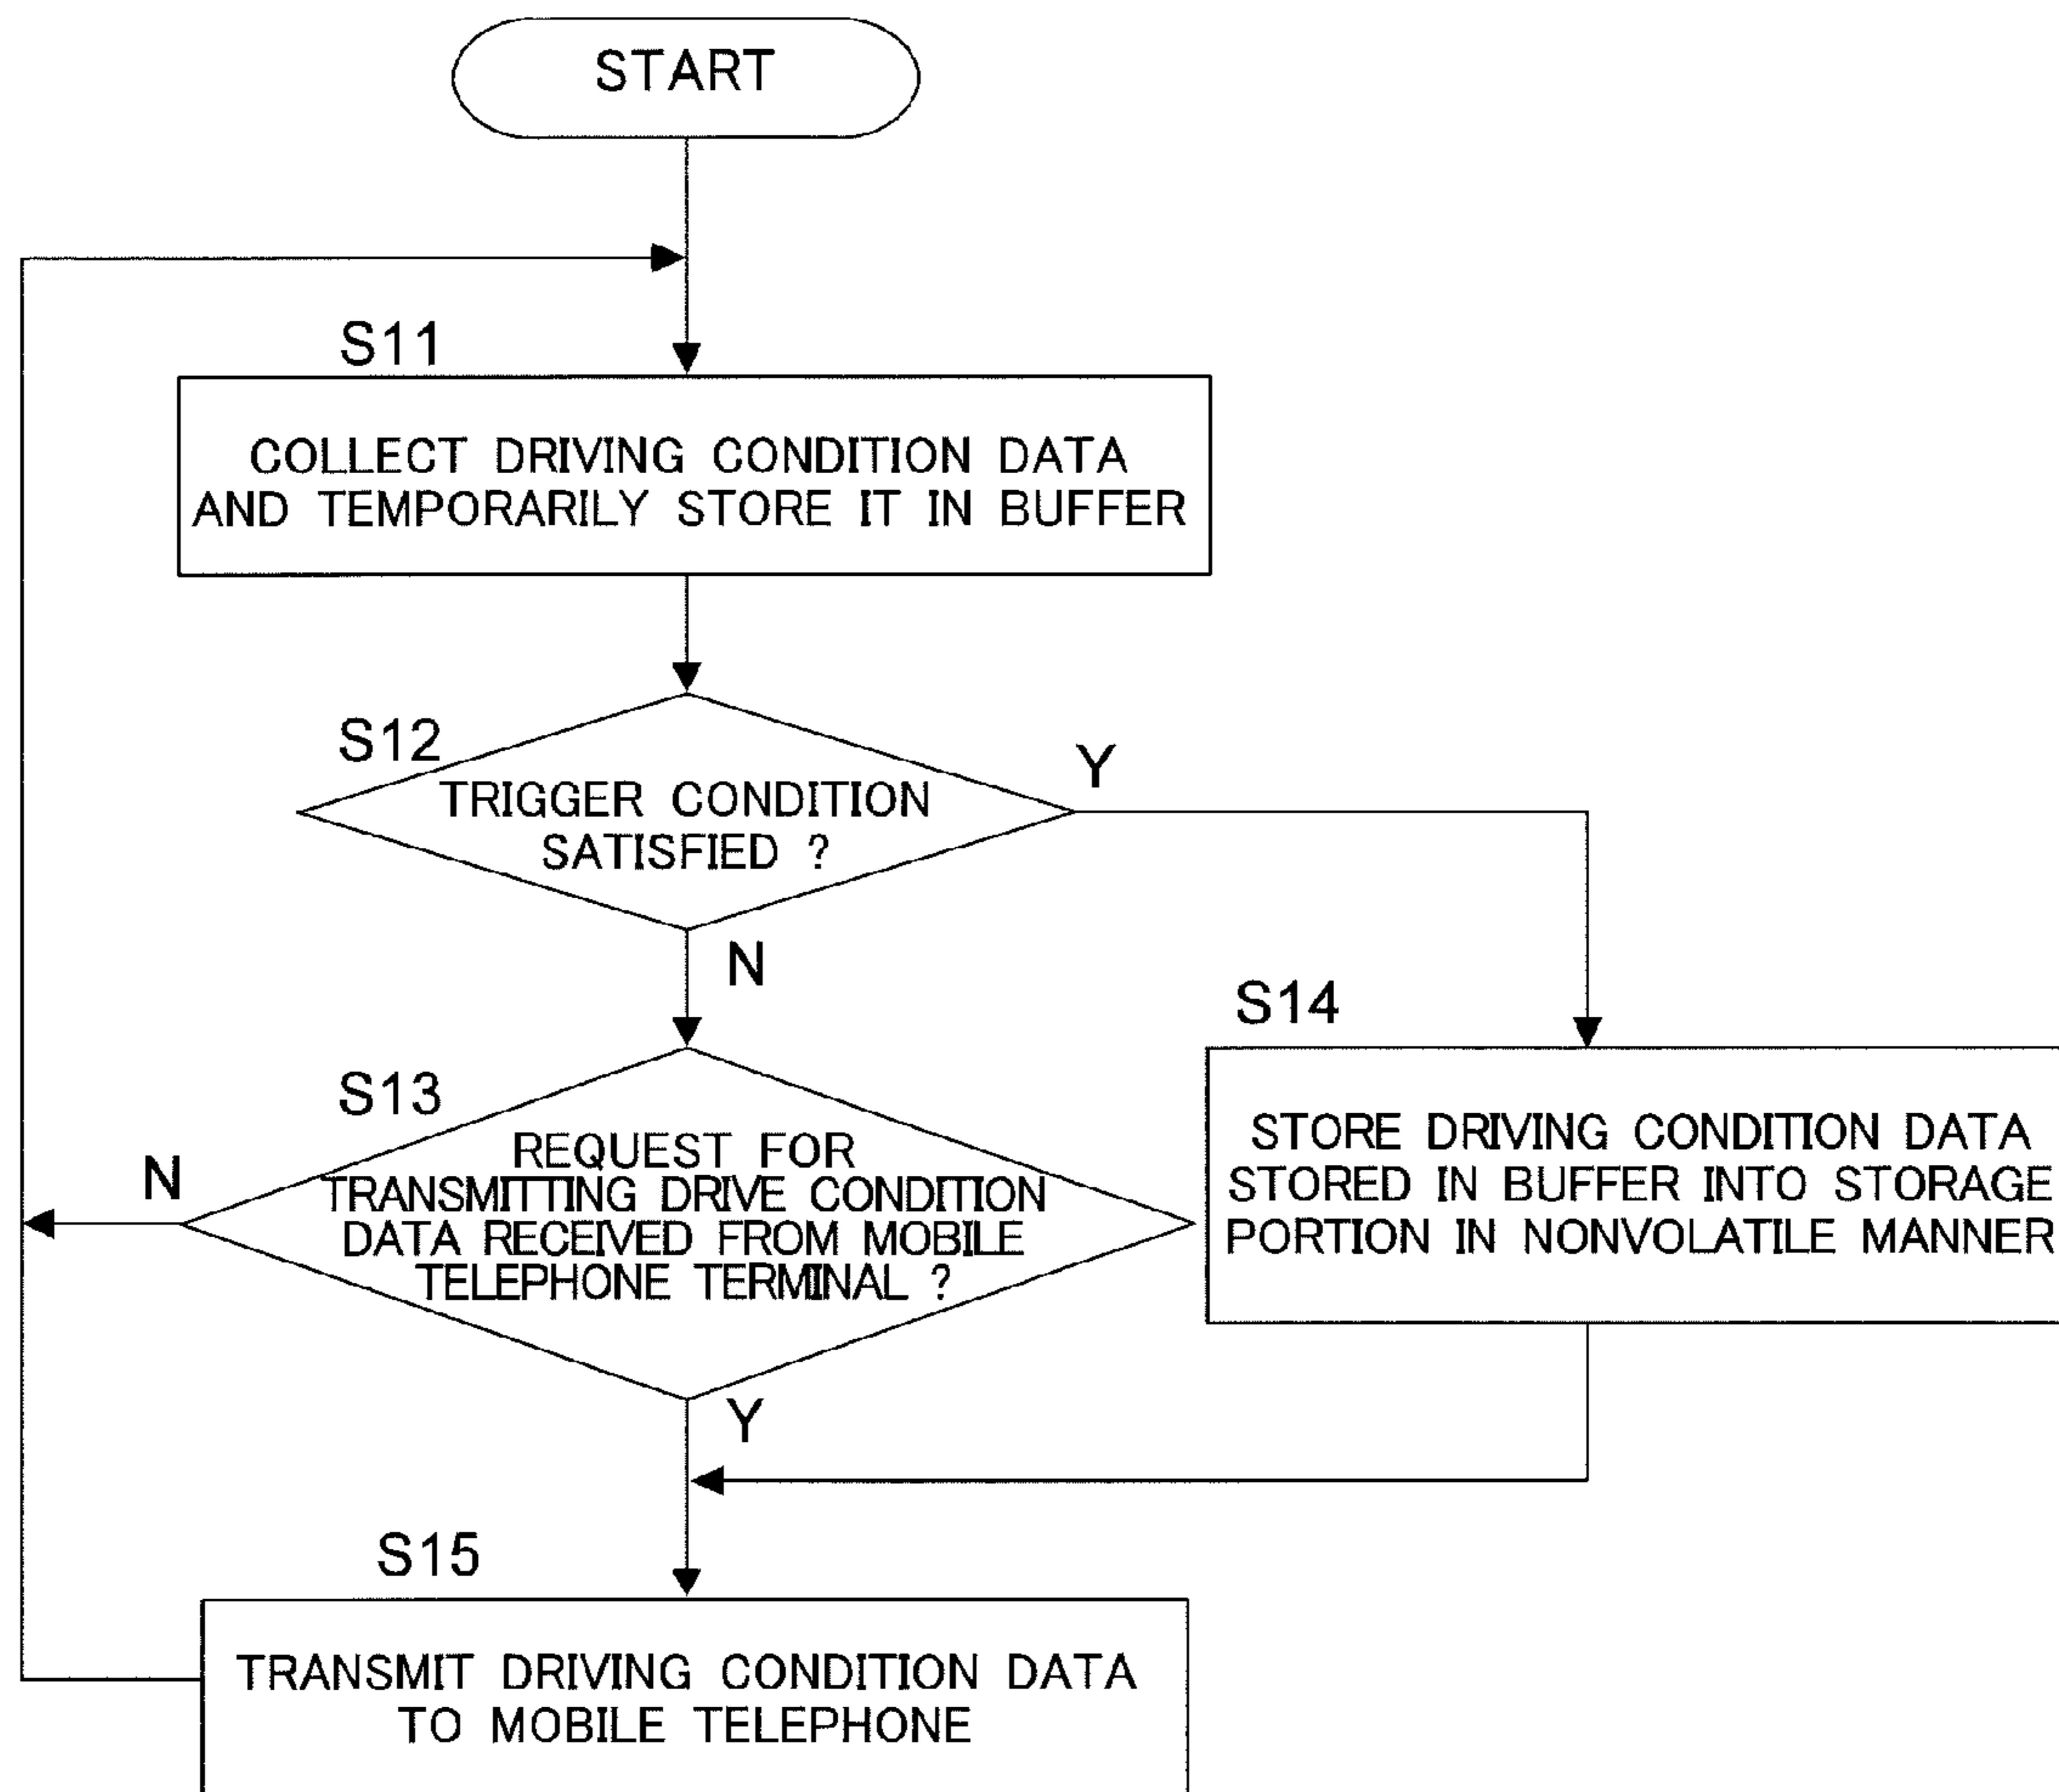 START
S11
COLLECT DRIVING CONDITION DATA
AND TEMPORARILY STORE IT IN BUFFER
S12
TRIGGER CONDITION
SATISFIED ?
Y
N
S13
REQUEST FOR
TRANSMITTING DRIVE CONDITION
DATA RECEIVED FROM MOBILE
TELEPHONE TERMINAL ?
N
Y
S14
STORE DRIVING CONDITION DATA
STORED IN BUFFER INTO STORAGE
PORTION IN NONVOLATILE MANNER
S15
TRANSMIT DRIVING CONDITION DATA
TO MOBILE TELEPHONE